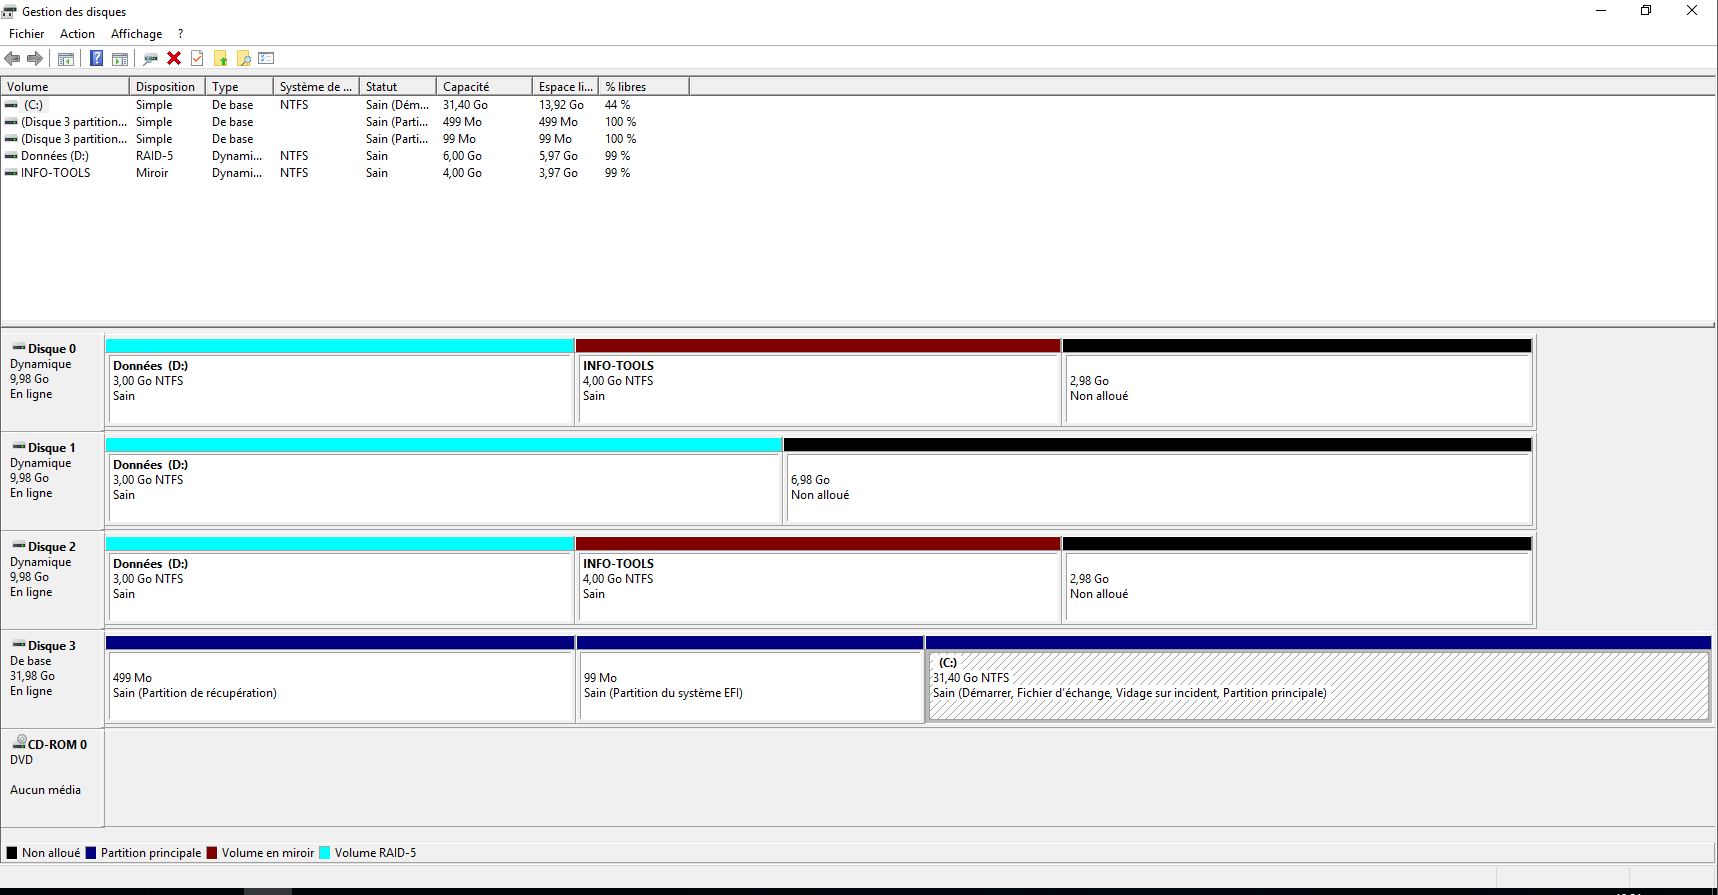 Gestion des disques
Fichier Action Affichage ?
Volume Disposition Type Système de ... Statut Capacité Espace li... % libres
(C:) Simple De base NTFS Sain (Dém... 31,40 Go 13,92 Go 44 %
(Disque 3 partition... Simple De base Sain (Parti... 499 Mo 499 Mo 100 %
(Disque 3 partition... Simple De base Sain (Parti... 99 Mo 99 Mo 100 %
Données (D:) RAID-5 Dynami... NTFS Sain 6,00 Go 5,97 Go 99 %
INFO-TOOLS Miroir Dynami... NTFS Sain 4,00 Go 3,97 Go 99 %
Disque 0
Dynamique
9,98 Go
En ligne
Données (D:)
3,00 Go NTFS
Sain
INFO-TOOLS
4,00 Go NTFS
Sain
2,98 Go
Non alloué
Disque 1
Dynamique
9,98 Go
En ligne
Données (D:)
3,00 Go NTFS
Sain
6,98 Go
Non alloué
Disque 2
Dynamique
9,98 Go
En ligne
Données (D:)
3,00 Go NTFS
Sain
INFO-TOOLS
4,00 Go NTFS
Sain
2,98 Go
Non alloué
Disque 3
De base
31,98 Go
En ligne
499 Mo
Sain (Partition de récupération)
99 Mo
Sain (Partition du système EFI)
(C:)
31,40 Go NTFS
Sain (Démarrer, Fichier d'échange, Vidage sur incident, Partition principale)
CD-ROM 0
DVD
Aucun média
Non alloué Partition principale Volume en miroir Volume RAID-5